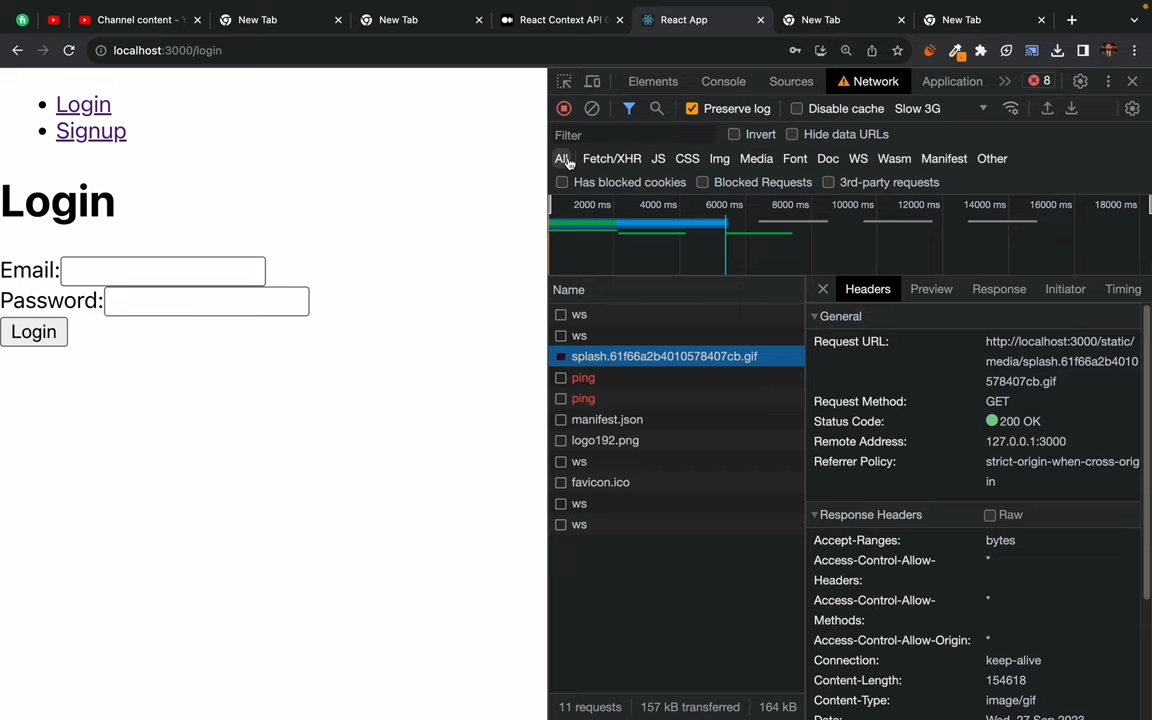 Channel content - Y
New Tab
New Tab
React Context API
React App
New Tab
New Tab
localhost:3000/login
Login
Signup
Login
Email:
Password:
Login
Elements
Console
Sources
Network
Application
8
Preserve log
Disable cache
Slow 3G
Filter
Invert
Hide data URLs
All
Fetch/XHR
JS
CSS
Img
Media
Font
Doc
WS
Wasm
Manifest
Other
Has blocked cookies
Blocked Requests
3rd-party requests
2000 ms
4000 ms
6000 ms
8000 ms
10000 ms
12000 ms
14000 ms
16000 ms
18000 ms
Name
ws
ws
splash.61f66a2b4010578407cb.gif
ping
ping
manifest.json
logo192.png
ws
favicon.ico
ws
ws
11 requests
157 kB transferred
164 kB
Headers
Preview
Response
Initiator
Timing
General
Request URL:
http://localhost:3000/static/
media/splash.61f66a2b4010
578407cb.gif
Request Method:
GET
Status Code:
200 OK
Remote Address:
127.0.0.1:3000
Referrer Policy:
strict-origin-when-cross-orig
in
Response Headers
Raw
Accept-Ranges:
bytes
Access-Control-Allow-
Headers:
*
Access-Control-Allow-
Methods:
*
Access-Control-Allow-Origin:
*
Connection:
keep-alive
Content-Length:
154618
Content-Type:
image/gif
Date:
Wed, 27 Sep 2023